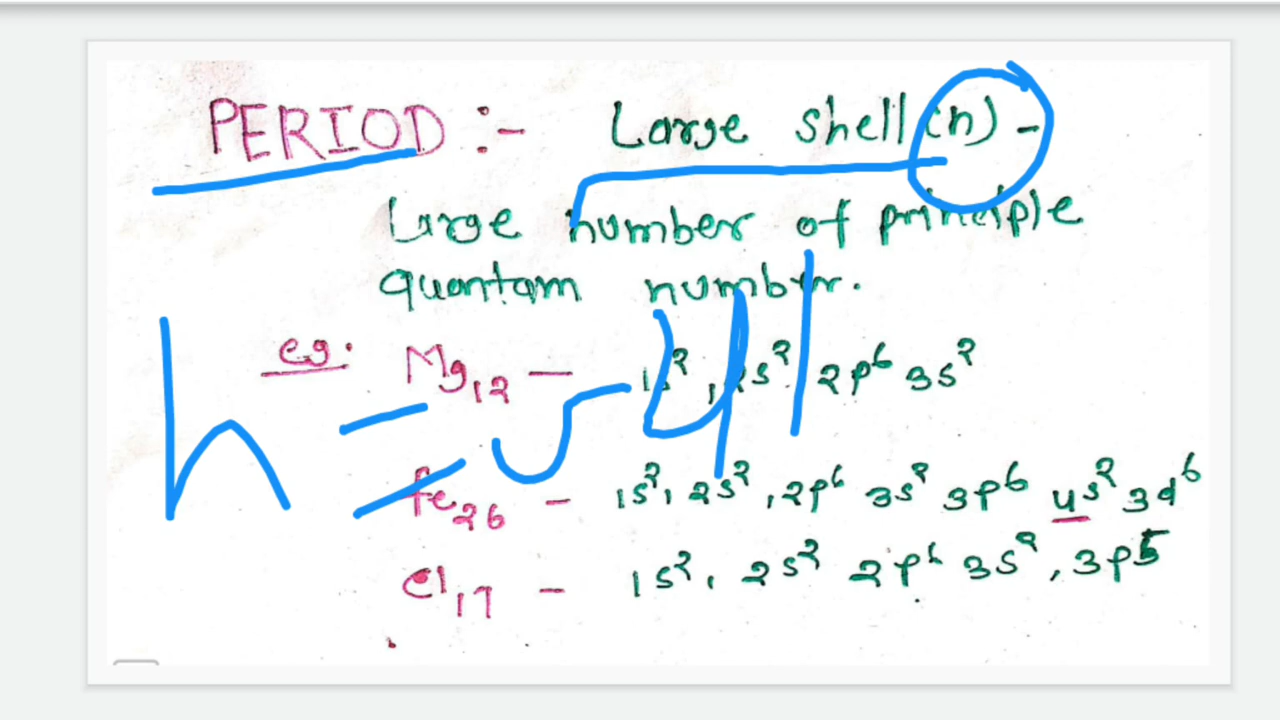 PERIOD :- Large shell (n) -
Large number of principle
quantam number.
eg. Mg₁₂ — 1s², 2s² 2p⁶ 3s²
fe₂₆ - 1s², 2s², 2p⁶ 3s² 3p⁶ 4s² 3d⁶
Cl₁₇ - 1s², 2s² 2p⁶ 3s², 3p5